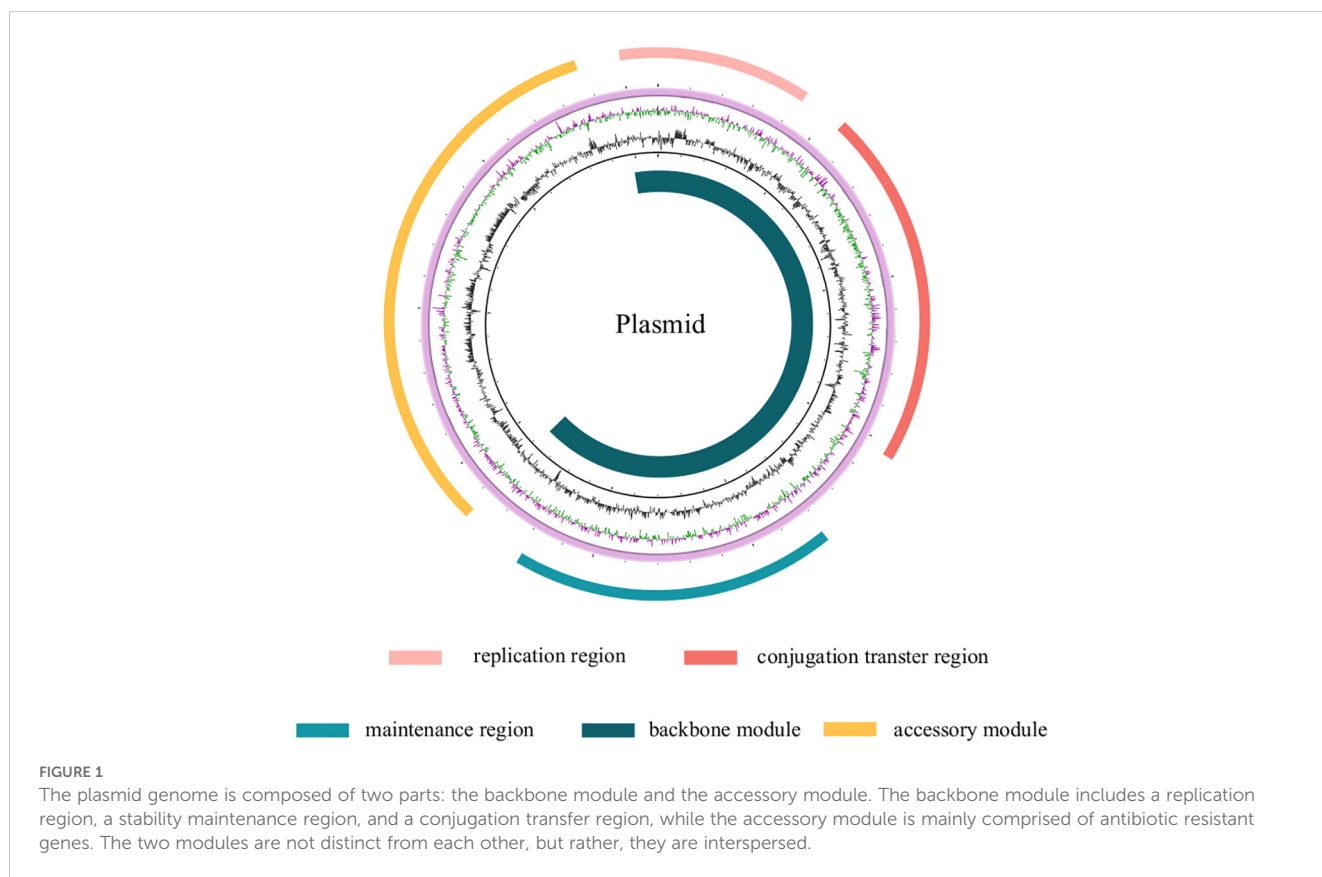 Plasmid
replication region
conjugation transter region
maintenance region
backbone module
accessory module
FIGURE 1
The plasmid genome is composed of two parts: the backbone module and the accessory module. The backbone module includes a replication
region, a stability maintenance region, and a conjugation transfer region, while the accessory module is mainly comprised of antibiotic resistant
genes. The two modules are not distinct from each other, but rather, they are interspersed.